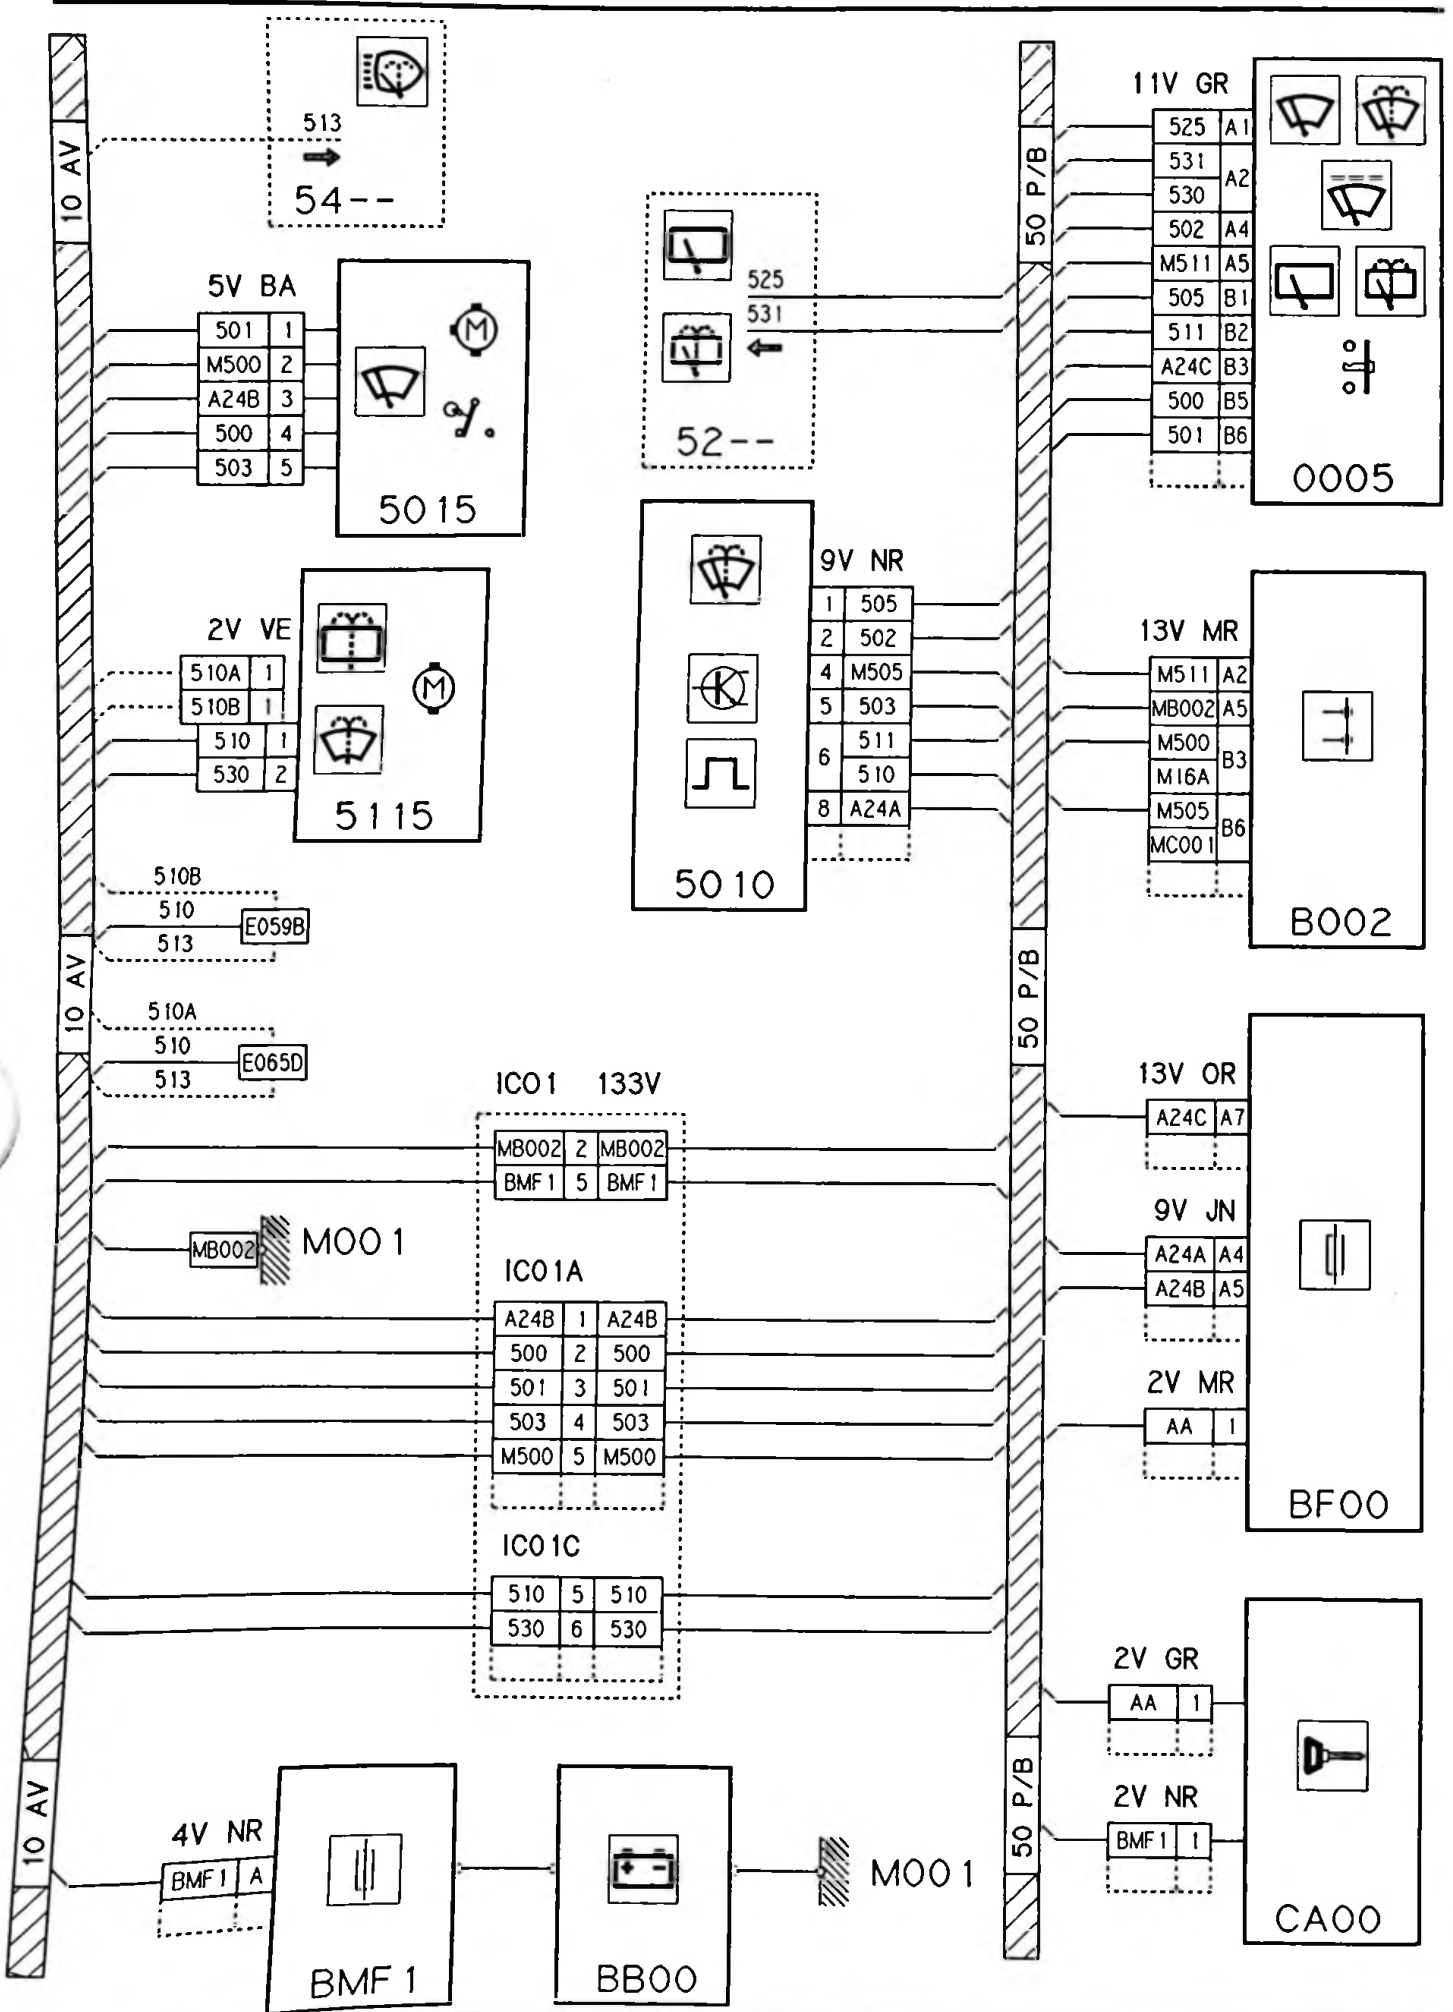 10 AV
513
54--
5V BA
501 1
M500 2
A24B 3
500 4
503 5
M
5015
2V VE
510A 1
510B 1
510 1
530 2
M
5115
510B
510
E059B
513
10 AV
510A
510
E065D
513
525
531
52--
9V NR
1 505
2 502
4 M505
5 503
6
511
510
8 A24A
5010
50 P/B
11V GR
525 A1
531
A2
530
502 A4
M511 A5
505 B1
511 B2
A24C B3
500 B5
501 B6
0005
13V MR
M511 A2
MB002 A5
M500
B3
M16A
M505
B6
MC001
B002
50 P/B
13V OR
A24C A7
9V JN
A24A A4
A24B A5
2V MR
AA 1
BF00
IC01 133V
MB002 2 MB002
BMF1 5 BMF1
MB002
M001
IC01A
A24B 1 A24B
500 2 500
501 3 501
503 4 503
M500 5 M500
IC01C
510 5 510
530 6 530
10 AV
4V NR
BMF1 A
BMF1
+ -
BB00
M001
50 P/B
2V GR
AA 1
2V NR
BMF1 1
CA00